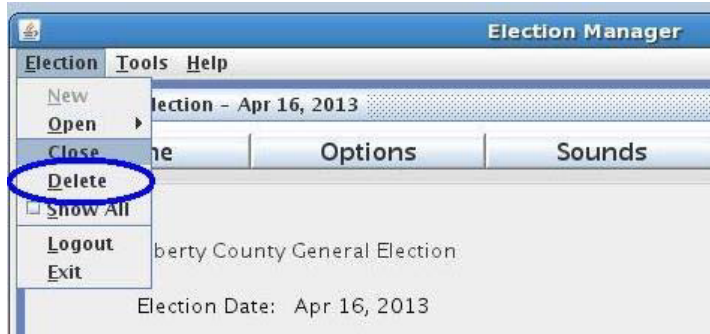 Election Manager
Election Tools Help
New
Open
Close
Delete
Show All
Logout
Exit
lection - Apr 16, 2013
ne Options Sounds
berty County General Election
Election Date: Apr 16, 2013